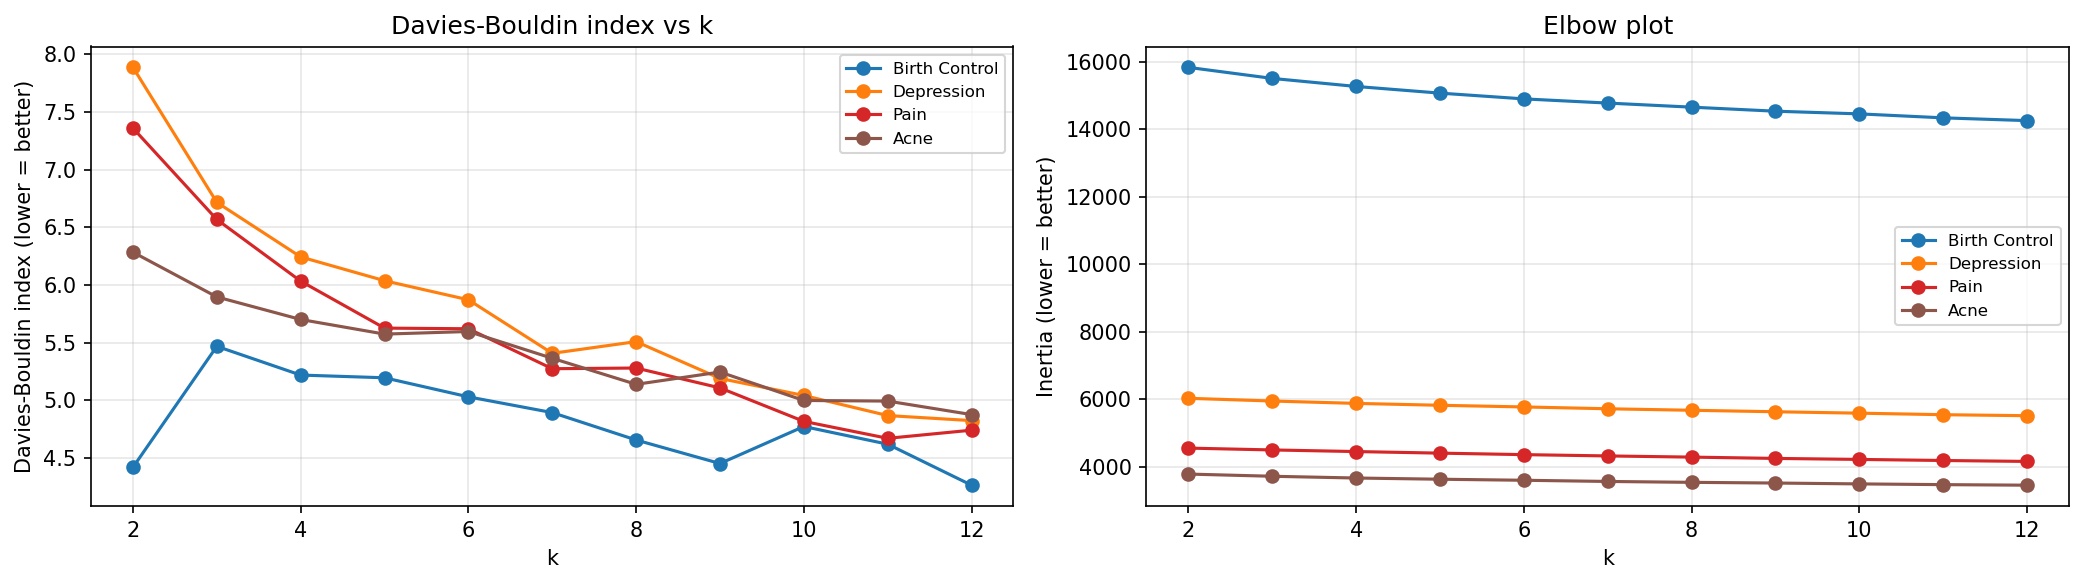 Davies-Bouldin index vs k
Davies-Bouldin index (lower = better)
8.0
7.5
7.0
6.5
6.0
5.5
5.0
4.5
Birth Control
Depression
Pain
Acne
2 4 6 8 10 12
k
Elbow plot
Inertia (lower = better)
16000
14000
12000
10000
8000
6000
4000
Birth Control
Depression
Pain
Acne
2 4 6 8 10 12
k